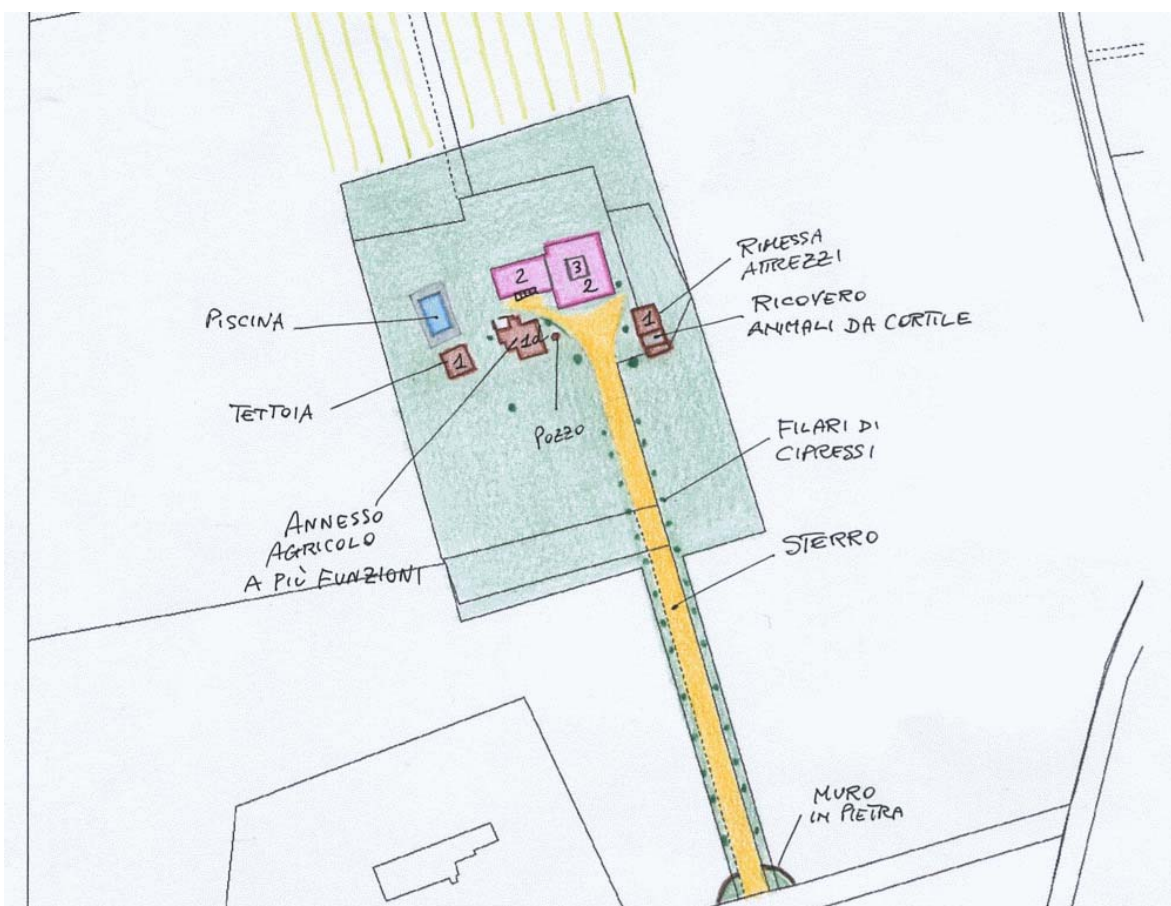 2
3
2
RIMESSA
ATTREZZI
1
RICOVERO
ANIMALI DA CORTILE
PISCINA
1d
1
TETTOIA
POZZO
FILARI DI
CIPRESSI
ANNESSO
AGRICOLO
A PIÙ FUNZIONI
STERRO
MURO
IN PIETRA